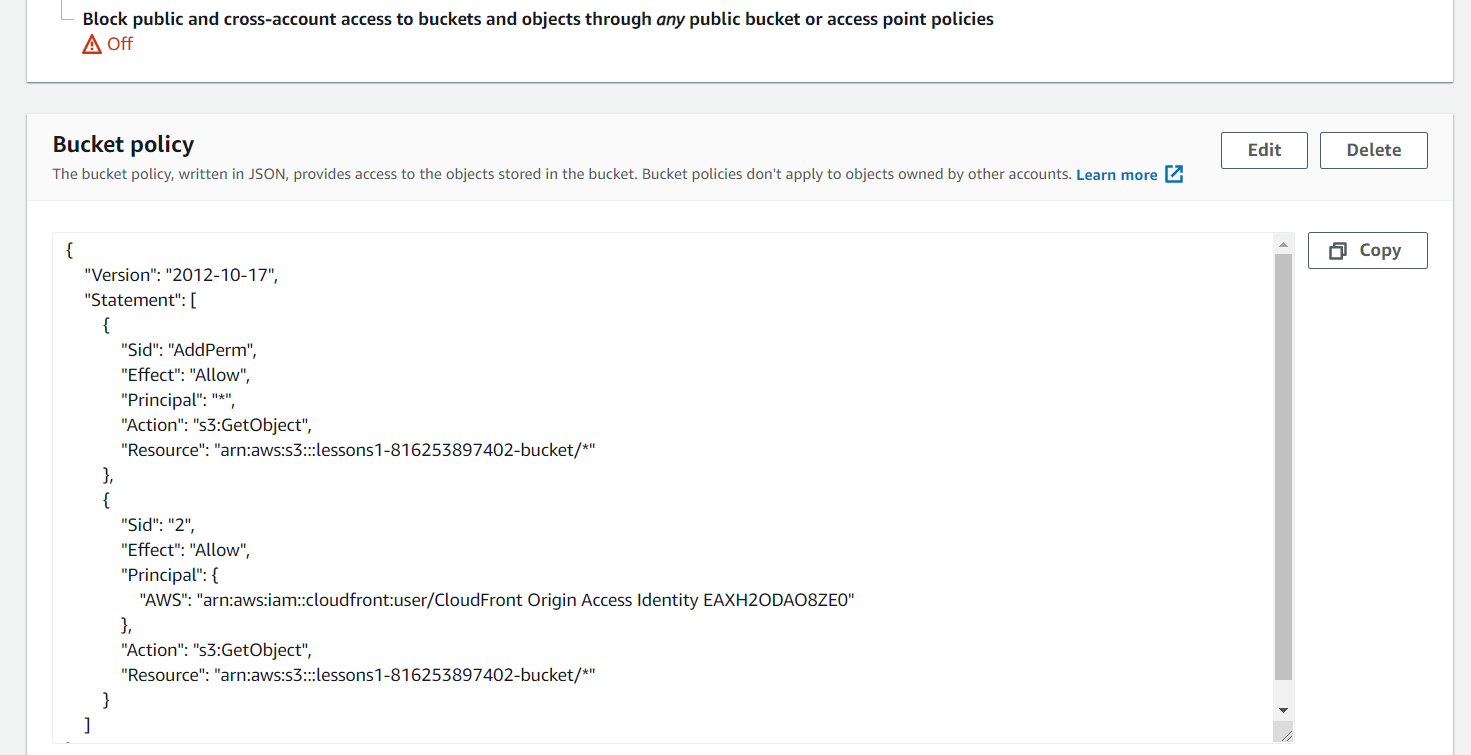 Block public and cross-account access to buckets and objects through any public bucket or access point policies
Off
Bucket policy
Edit
Delete
The bucket policy, written in JSON, provides access to the objects stored in the bucket. Bucket policies don't apply to objects owned by other accounts. Learn more
Copy
{
"Version": "2012-10-17",
"Statement": [
{
"Sid": "AddPerm",
"Effect": "Allow",
"Principal": "*",
"Action": "s3:GetObject",
"Resource": "arn:aws:s3:::lessons1-816253897402-bucket/*"
},
{
"Sid": "2",
"Effect": "Allow",
"Principal": {
"AWS": "arn:aws:iam::cloudfront:user/CloudFront Origin Access Identity EAXH2ODAO8ZE0"
},
"Action": "s3:GetObject",
"Resource": "arn:aws:s3:::lessons1-816253897402-bucket/*"
}
]